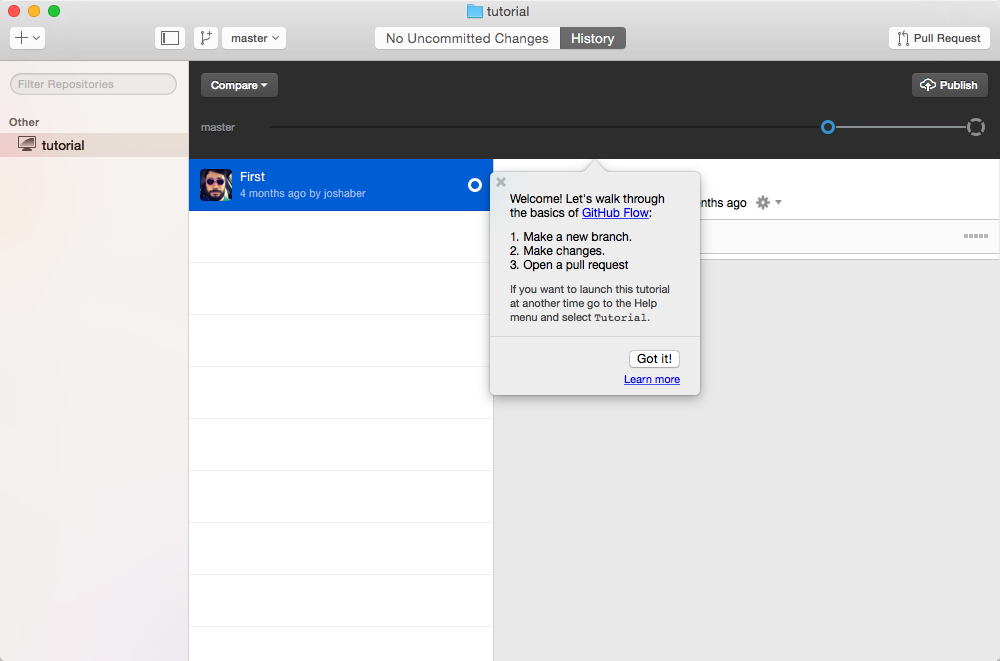 tutorial
master
No Uncommitted Changes
History
Pull Request
Filter Repositories
Compare
Publish
Other
master
tutorial
First
4 months ago by joshaber
Welcome! Let's walk through
the basics of GitHub Flow:
nths ago
1. Make a new branch.
2. Make changes.
3. Open a pull request
If you want to launch this tutorial
at another time go to the Help
menu and select Tutorial.
Got it!
Learn more